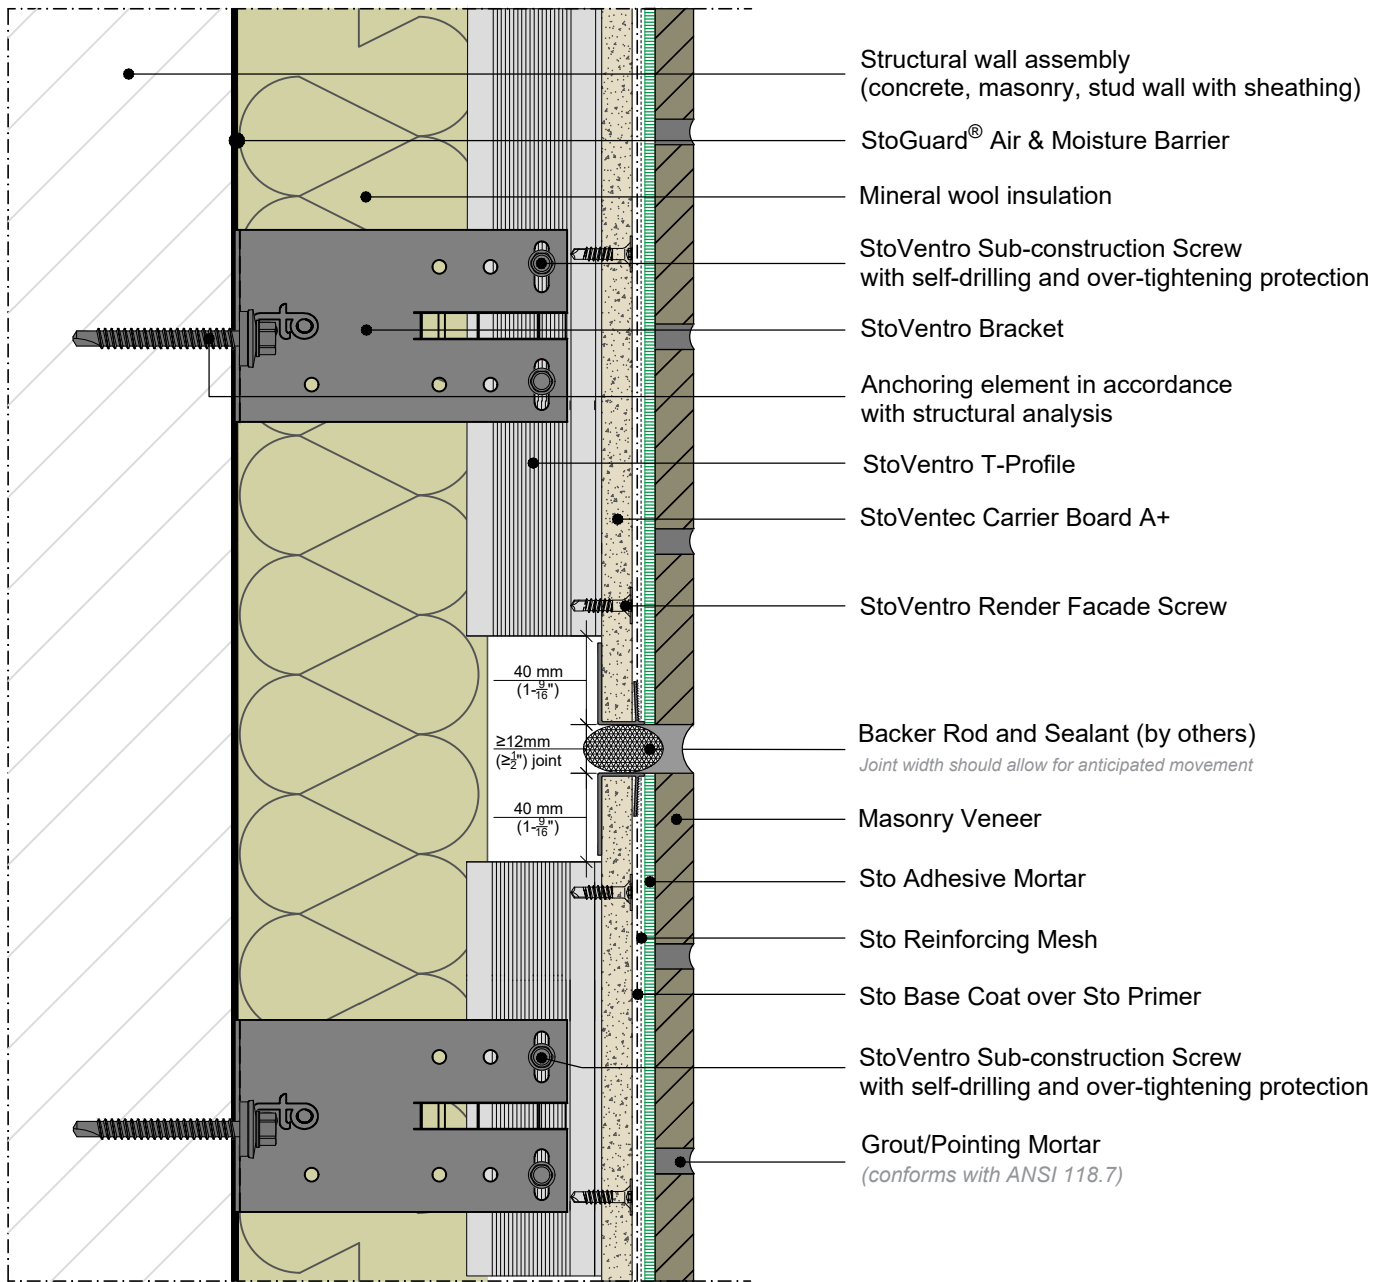 Structural wall assembly
(concrete, masonry, stud wall with sheathing)
StoGuard® Air & Moisture Barrier
Mineral wool insulation
StoVentro Sub-construction Screw
with self-drilling and over-tightening protection
StoVentro Bracket
Anchoring element in accordance
with structural analysis
StoVentro T-Profile
StoVentec Carrier Board A+
StoVentro Render Facade Screw
40 mm
(1-9/16")
≥12mm
(≥1/2") joint
40 mm
(1-9/16")
Backer Rod and Sealant (by others)
Joint width should allow for anticipated movement
Masonry Veneer
Sto Adhesive Mortar
Sto Reinforcing Mesh
Sto Base Coat over Sto Primer
StoVentro Sub-construction Screw
with self-drilling and over-tightening protection
Grout/Pointing Mortar
(conforms with ANSI 118.7)